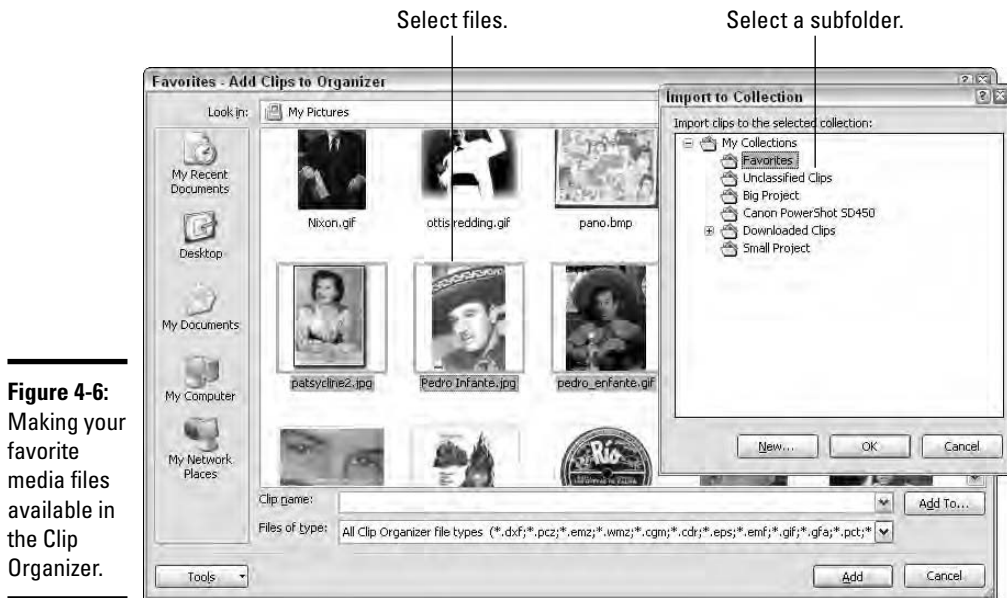 Select files.
Select a subfolder.
Favorites - Add Clips to Organizer
Look in:
My Pictures
My Recent
Documents
Desktop
My Documents
My Computer
My Network
Places
Nixon.gif
ottis redding.gif
pano.bmp
patsycline2.jpg
Pedro Infante.jpg
pedro_enfante.gif
Rio
Clip name:
Files of type:
All Clip Organizer file types (*.dxf;*.pcz;*.emz;*.wmz;*.cgm;*.cdr;*.eps;*.emf;*.gif;*.gfa;*.pct;*
Add To...
Tools
Add
Cancel
Import to Collection
Import clips to the selected collection:
My Collections
Favorites
Unclassified Clips
Big Project
Canon PowerShot SD450
Downloaded Clips
Small Project
New...
OK
Cancel
Figure 4-6:
Making your
favorite
media files
available in
the Clip
Organizer.